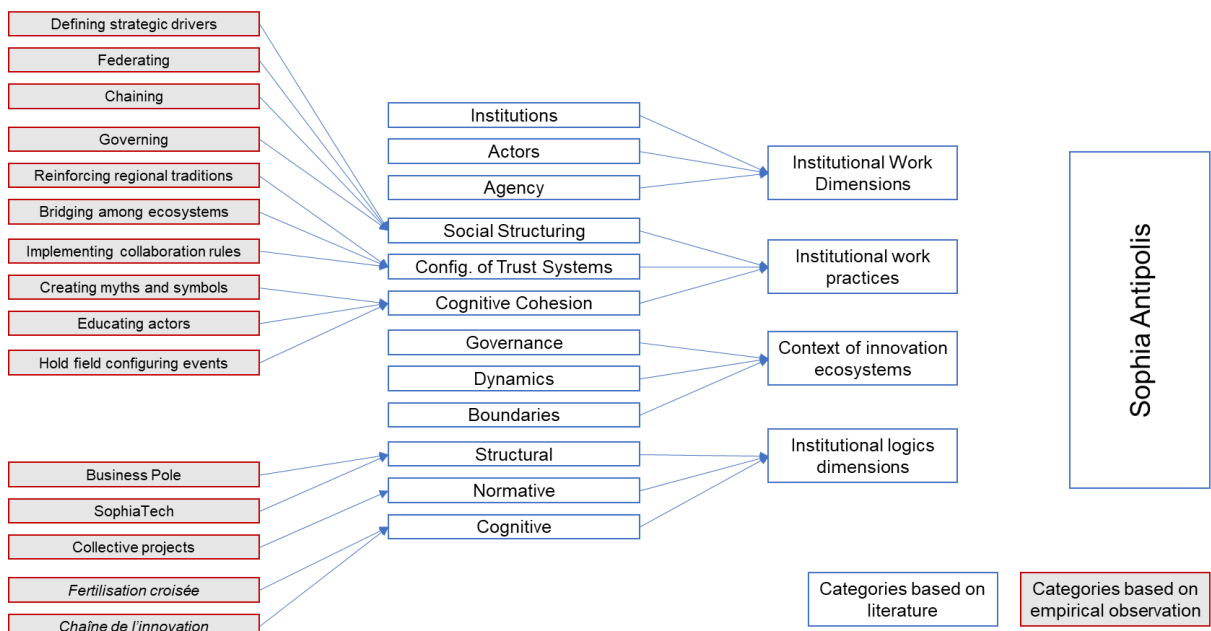 Defining strategic drivers
Federating
Chaining
Governing
Reinforcing regional traditions
Bridging among ecosystems
Implementing collaboration rules
Creating myths and symbols
Educating actors
Hold field configuring events
Business Pole
SophiaTech
Collective projects
Fertilisation croisée
Chaîne de l'innovation
Institutions
Actors
Agency
Social Structuring
Config. of Trust Systems
Cognitive Cohesion
Governance
Dynamics
Boundaries
Structural
Normative
Cognitive
Institutional Work
Dimensions
Institutional work
practices
Context of innovation
ecosystems
Institutional logics
dimensions
Sophia Antipolis
Categories based on
literature
Categories based on
empirical observation